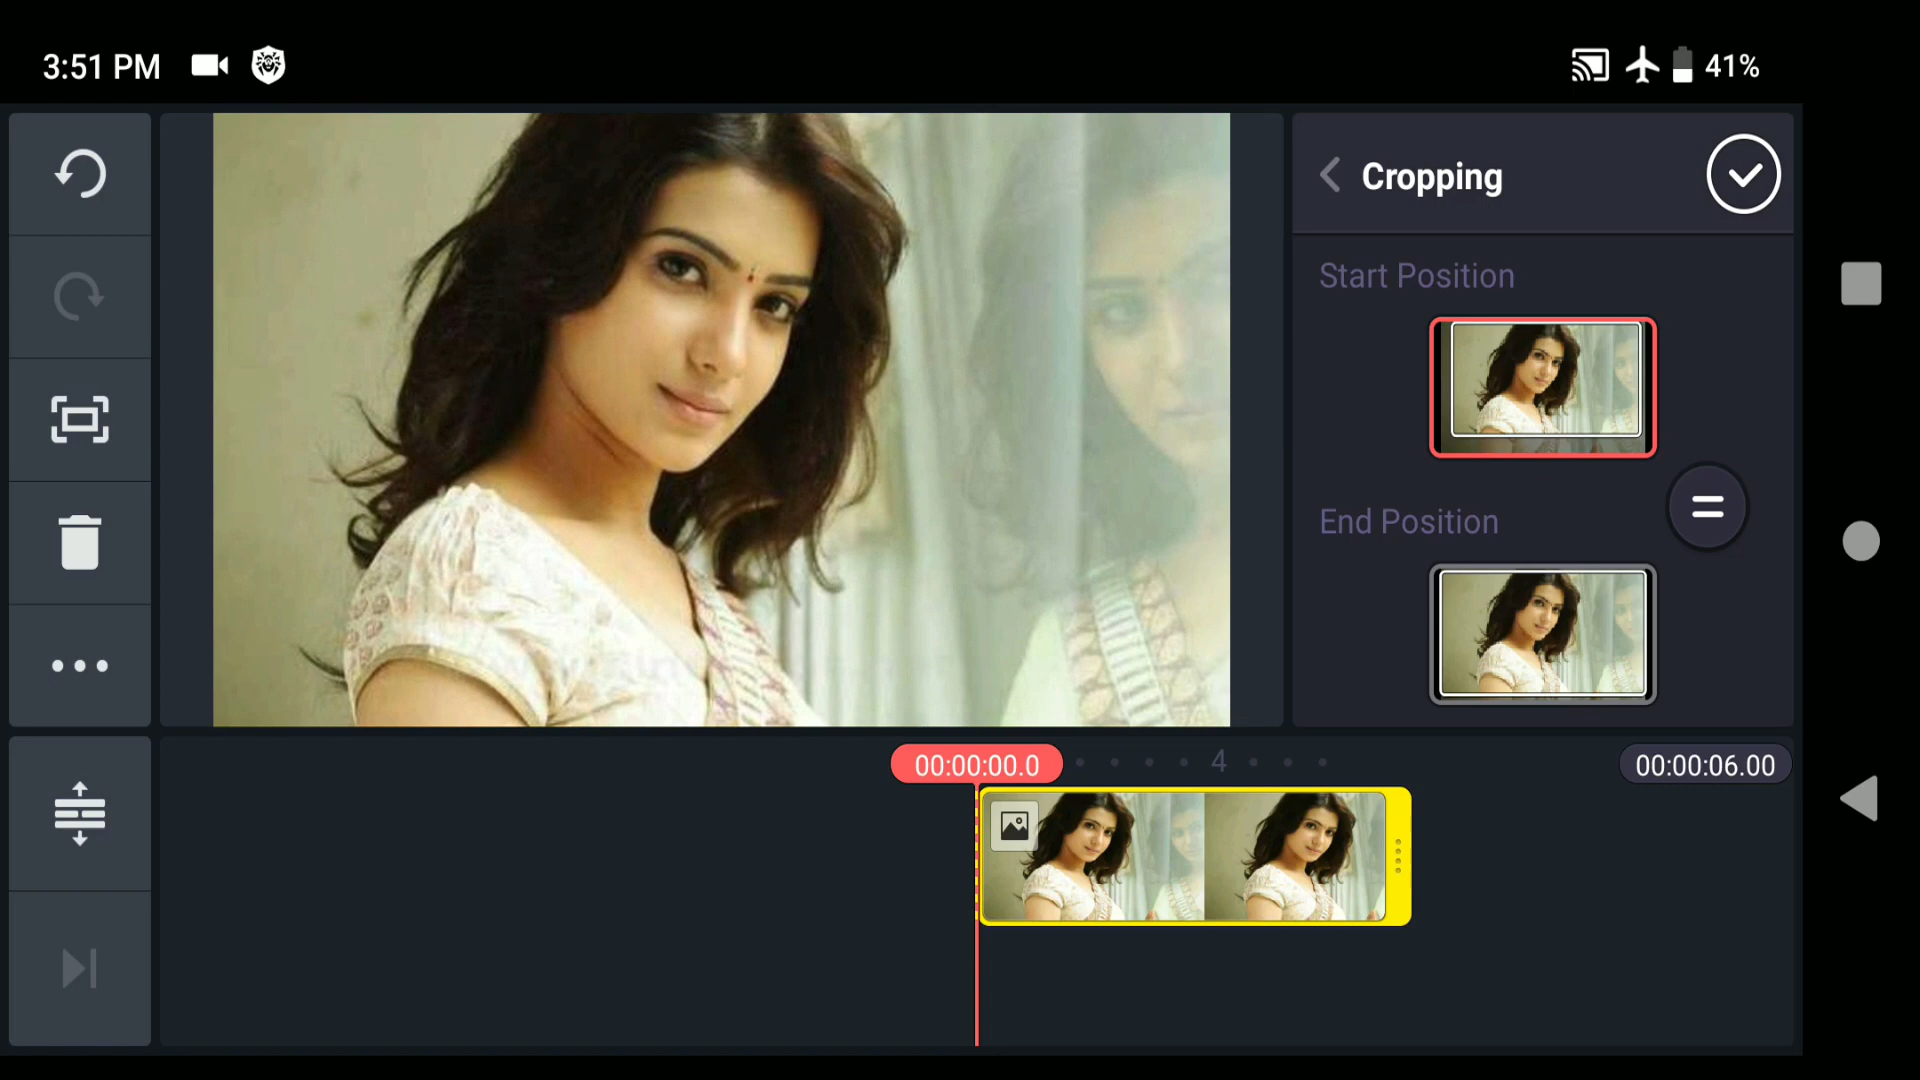 3:51 PM
41%
Cropping
Start Position
End Position
00:00:00.0
4
00:00:06.00